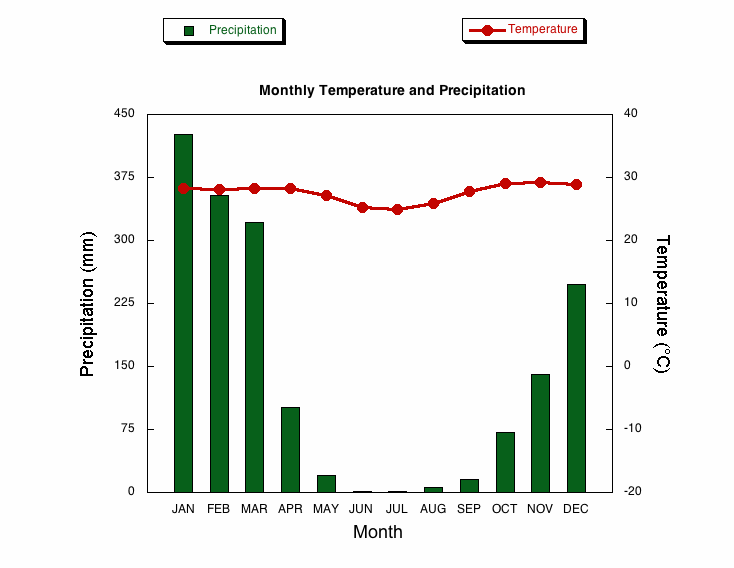 Precipitation
Temperature
Monthly Temperature and Precipitation
450
375
300
225
150
75
0
40
30
20
10
0
-10
-20
Precipitation (mm)
Temperature (°C)
JAN FEB MAR APR MAY JUN JUL AUG SEP OCT NOV DEC
Month